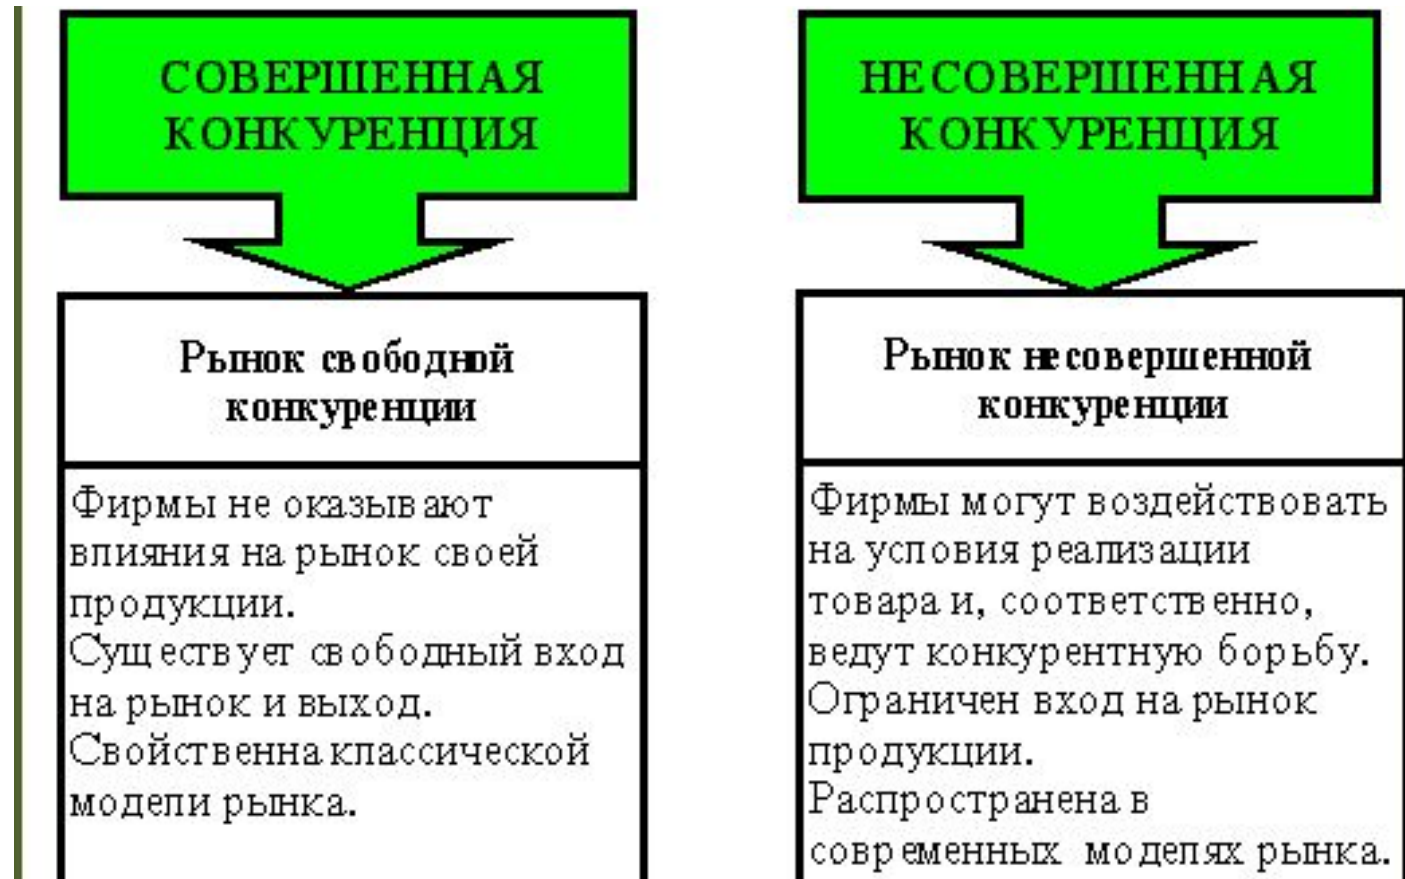 СОВЕРШЕННАЯ
КОНКУРЕНЦИЯ
Рынок свободной
конкуренции
Фирмы не оказывают
влияния на рынок своей
продукции.
Существует свободный вход
на рынок и выход.
Свойственна классической
модели рынка.
НЕСОВЕРШЕННАЯ
КОНКУРЕНЦИЯ
Рынок несовершенной
конкуренции
Фирмы могут воздействовать
на условия реализации
товара и, соответственно,
ведут конкурентную борьбу.
Ограничен вход на рынок
продукции.
Распространена в
современных моделях рынка.